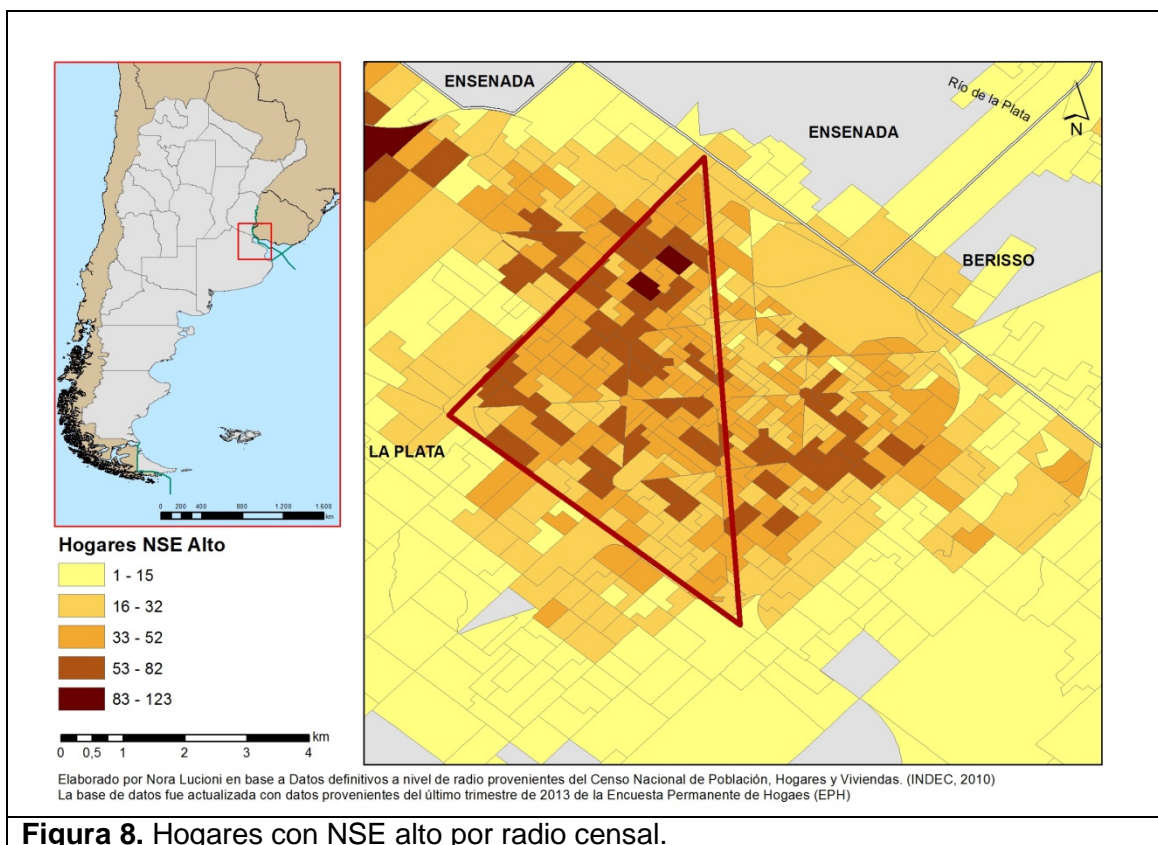 ENSENADA
ENSENADA
Río de la Plata
N
BERISSO
LA PLATA
0 200 400 800 1.200 1.600
km
Hogares NSE Alto
1 - 15
16 - 32
33 - 52
53 - 82
83 - 123
km
0 0,5 1 2 3 4
Elaborado por Nora Lucioni en base a Datos definitivos a nivel de radio provenientes del Censo Nacional de Población, Hogares y Viviendas. (INDEC, 2010)
La base de datos fue actualizada con datos provenientes del último trimestre de 2013 de la Encuesta Permanente de Hogaes (EPH)
Figura 8. Hogares con NSE alto por radio censal.